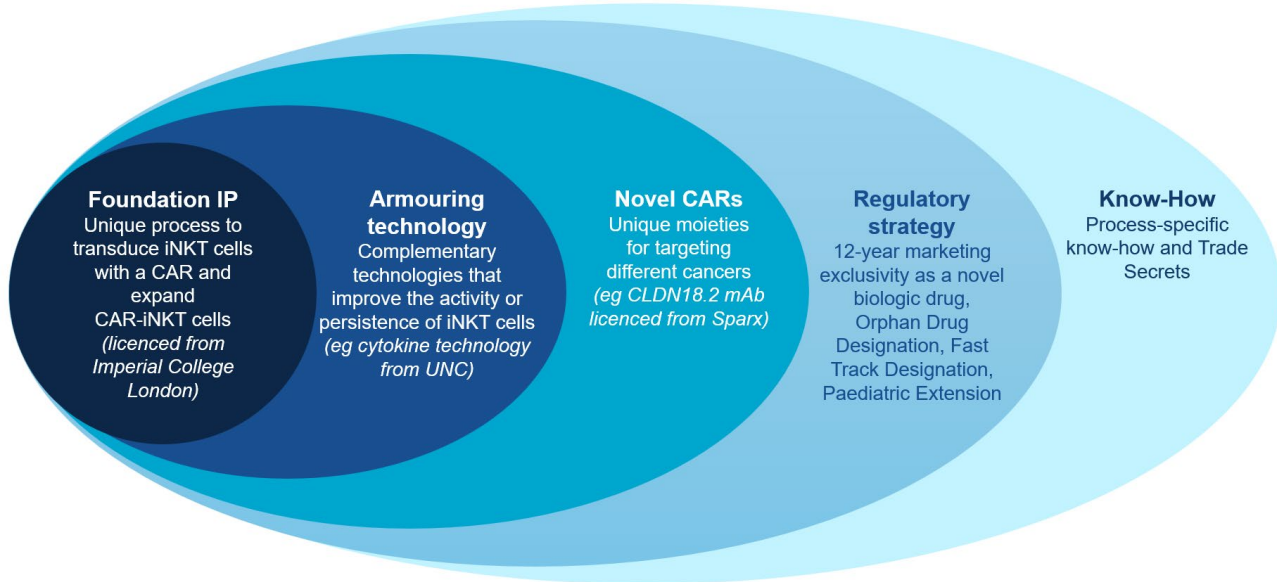 Foundation IP
Unique process to
transduce iNKT cells
with a CAR and
expand
CAR-iNKT cells
(licenced from
Imperial College
London)
Armouring
technology
Complementary
technologies that
improve the activity or
persistence of iNKT cells
(eg cytokine technology
from UNC)
Novel CARs
Unique moieties
for targeting
different cancers
(eg CLDN18.2 mAb
licenced from Sparx)
Regulatory
strategy
12-year marketing
exclusivity as a novel
biologic drug,
Orphan Drug
Designation, Fast
Track Designation,
Paediatric Extension
Know-How
Process-specific
know-how and Trade
Secrets